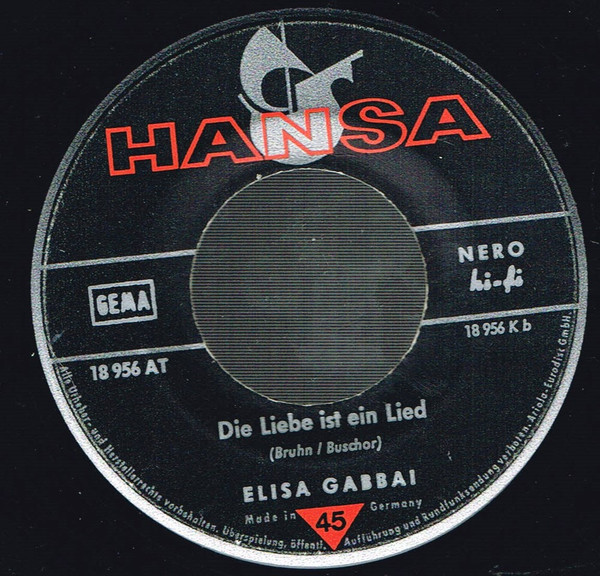 HANSA
NERO
hi-fi
GEMA
18 956 AT
18 956 K b
Die Liebe ist ein Lied
(Bruhn / Buschor)
ELISA GABBAI
Made in Germany
45
Alle Urheber- und Herstellerrechte vorbehalten. Überspielung, öffentl. Aufführung und Rundfunksendung verboten. Ariola-Eurodisc GmbH.